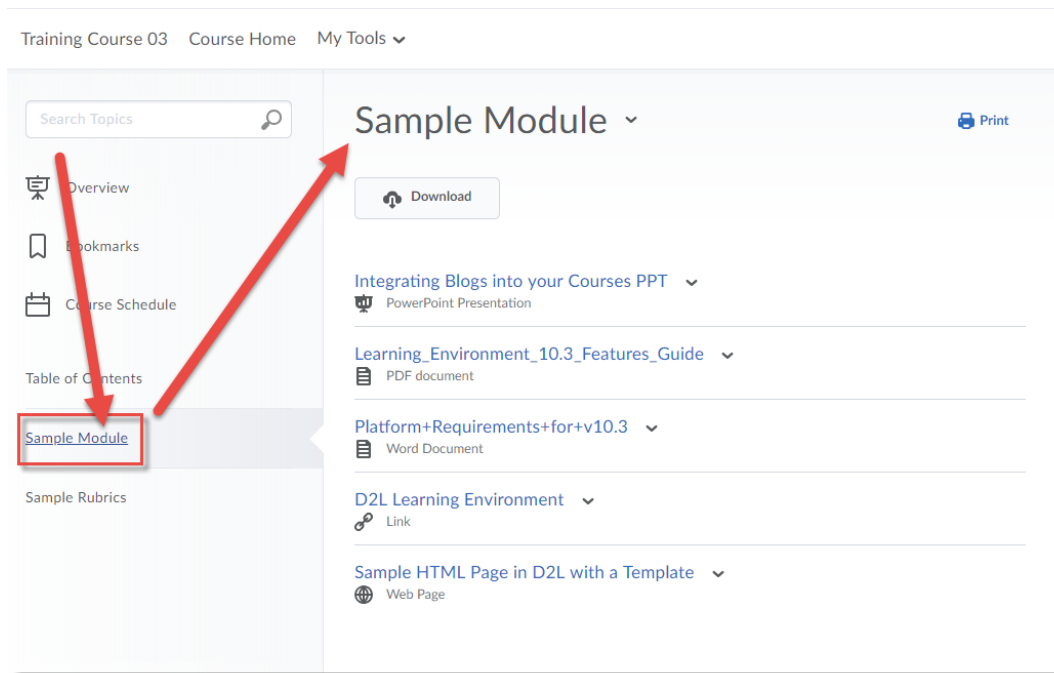 Training Course 03 Course Home My Tools
Search Topics
Overview
Bookmarks
Course Schedule
Table of Contents
Sample Module
Sample Rubrics
Sample Module
Print
Download
Integrating Blogs into your Courses PPT
PowerPoint Presentation
Learning_Environment_10.3_Features_Guide
PDF document
Platform+Requirements+for+v10.3
Word Document
D2L Learning Environment
Link
Sample HTML Page in D2L with a Template
Web Page